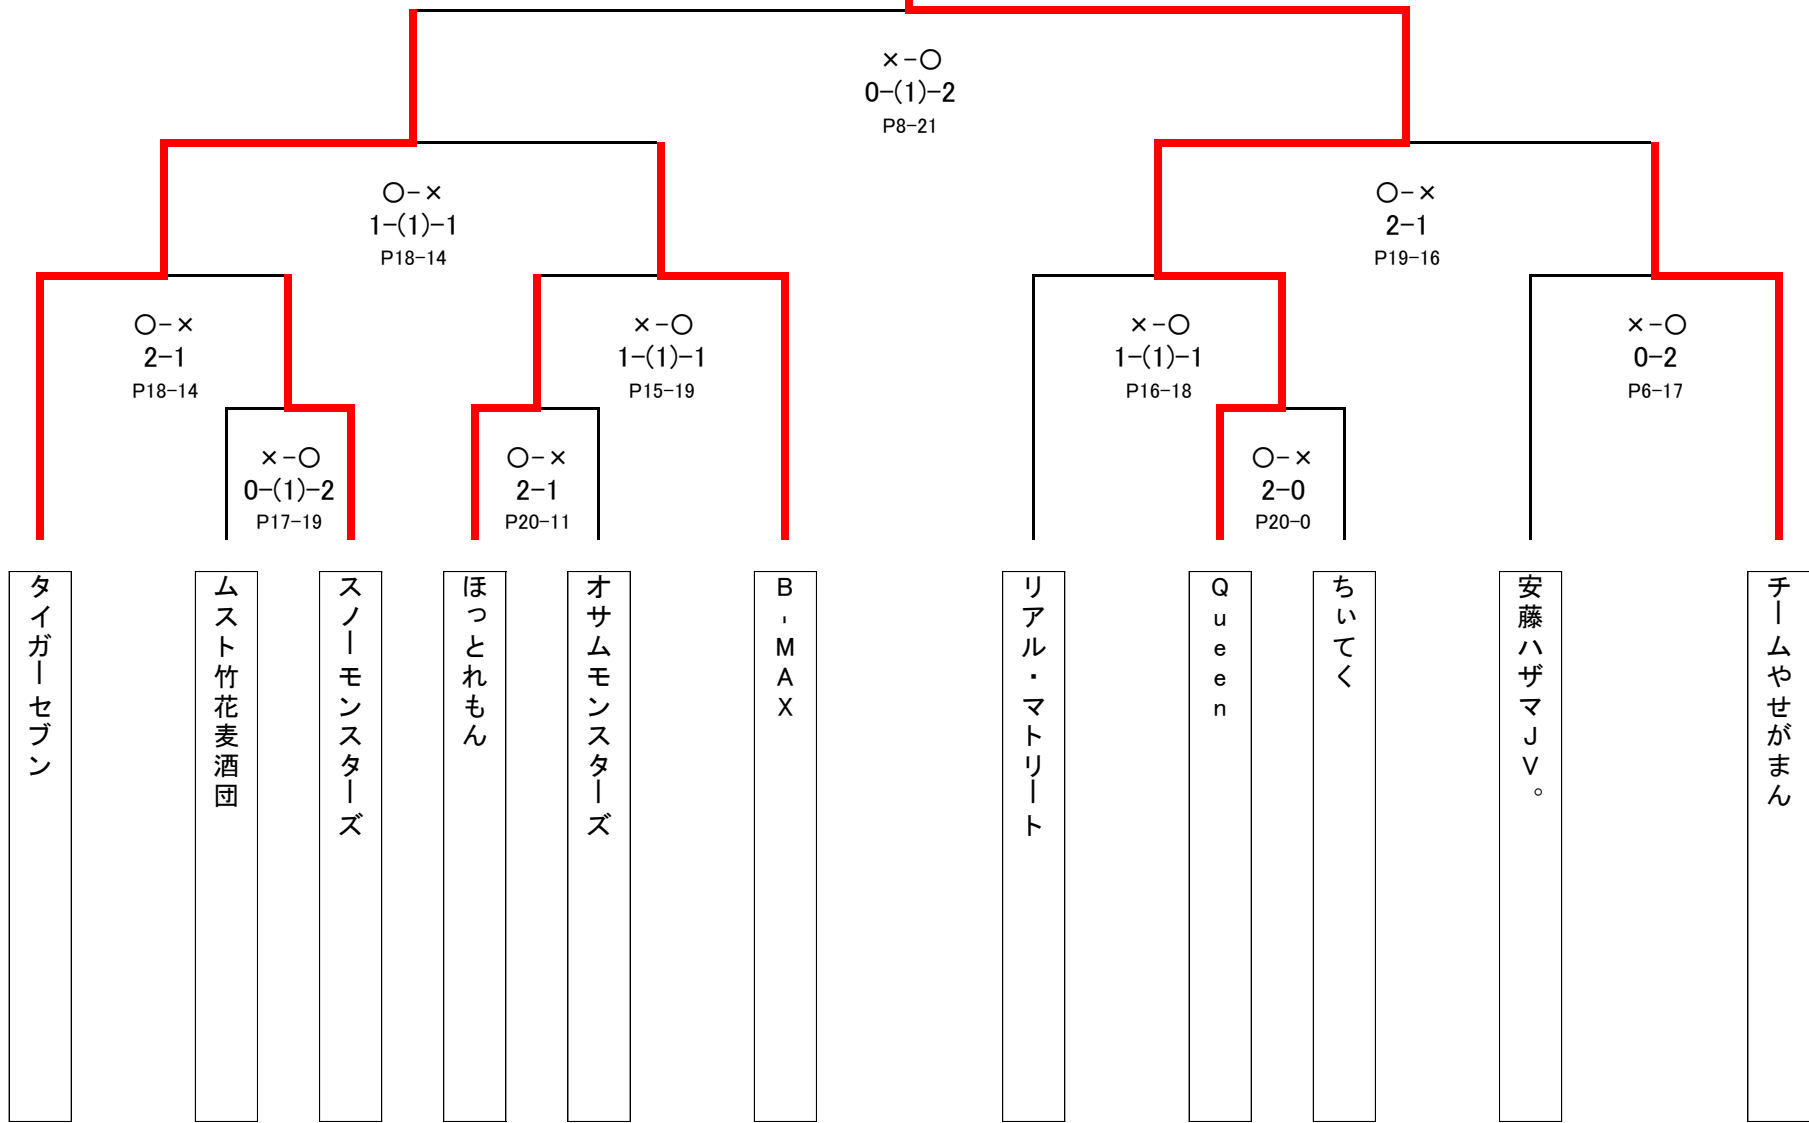 ×-○
0-(1)-2
P8-21
○-×
1-(1)-1
P18-14
○-×
2-1
P19-16
○-×
2-1
P18-14
×-○
1-(1)-1
P15-19
×-○
1-(1)-1
P16-18
×-○
0-2
P6-17
×-○
0-(1)-2
P17-19
○-×
2-1
P20-11
○-×
2-0
P20-0
タイガーセブン
ムスト竹花麦酒団
スノーモンスターズ
ほっとれもん
オサムモンスターズ
B-MAX
リアル・マトリート
Queen
ちぃてく
安藤ハザマJV。
チームやせがまん